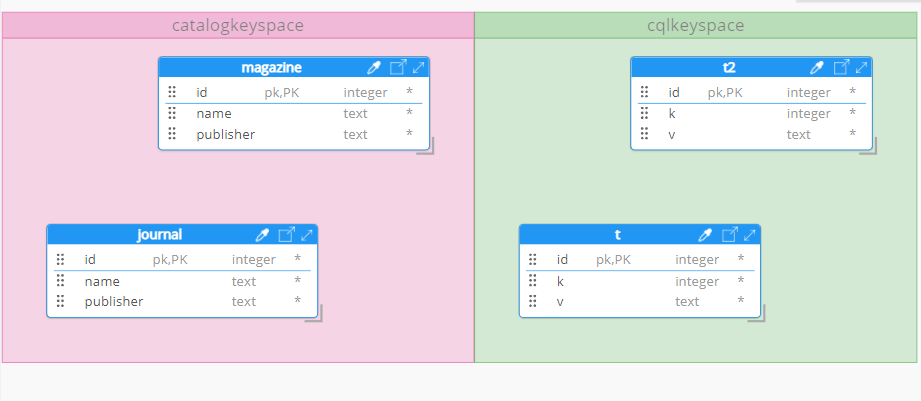 catalogkeyspace
cqlkeyspace
magazine
id pk,PK integer *
name text *
publisher text *
t2
id pk,PK integer *
k integer *
v text *
journal
id pk,PK integer *
name text *
publisher text *
t
id pk,PK integer *
k integer *
v text *